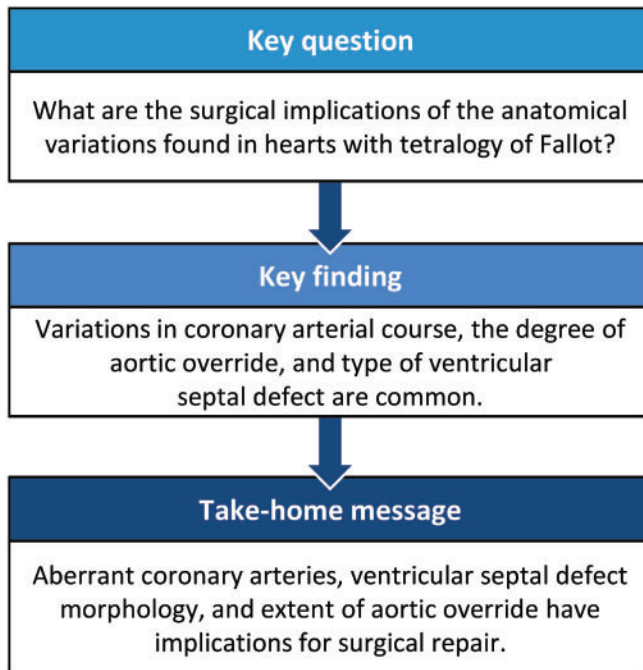 Key question
What are the surgical implications of the anatomical
variations found in hearts with tetralogy of Fallot?
Key finding
Variations in coronary arterial course, the degree of
aortic override, and type of ventricular
septal defect are common.
Take-home message
Aberrant coronary arteries, ventricular septal defect
morphology, and extent of aortic override have
implications for surgical repair.